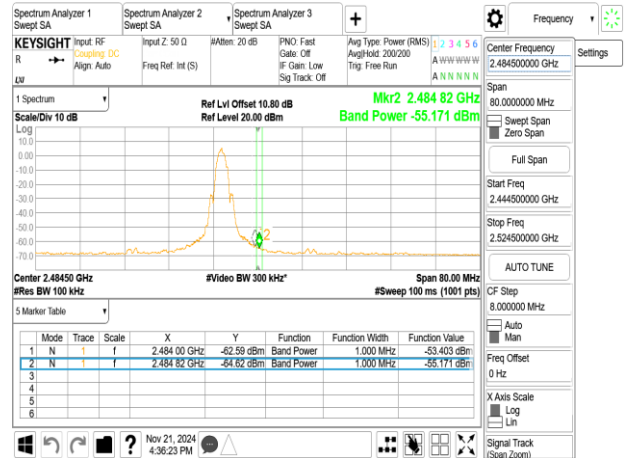 Spectrum Analyzer 1
Swept SA
Spectrum Analyzer 2
Swept SA
Spectrum Analyzer 3
Swept SA
+
Frequency
KEYSIGHT
R
Input: RF
Coupling: DC
Align: Auto
Input Z: 50 Ω
Freq Ref: Int (S)
#Atten: 20 dB
PNO: Fast
Gate: Off
IF Gain: Low
Sig Track: Off
Avg Type: Power (RMS)
Avg|Hold: 200/200
Trig: Free Run
1 2 3 4 5 6
A W W W W W
A N N N N N
Settings
Center Frequency
2.484500000 GHz
Span
80.0000000 MHz
Swept Span
Zero Span
Full Span
Start Freq
2.444500000 GHz
Stop Freq
2.524500000 GHz
AUTO TUNE
CF Step
8.000000 MHz
Auto
Man
Freq Offset
0 Hz
X Axis Scale
Log
Lin
Signal Track
(Span Zoom)
1 Spectrum
Scale/Div 10 dB
Ref Lvl Offset 10.80 dB
Ref Level 20.00 dBm
Mkr2 2.484 82 GHz
Band Power -55.171 dBm
Log
10.0
0.00
-10.0
-20.0
-30.0
-40.0
-50.0
-60.0
-70.0
2
Center 2.48450 GHz
#Video BW 300 kHz*
Span 80.00 MHz
#Res BW 100 kHz
#Sweep 100 ms (1001 pts)
5 Marker Table
Mode Trace Scale X Y Function Function Width Function Value
1 N 1 f 2.484 00 GHz -62.59 dBm Band Power 1.000 MHz -53.403 dBm
2 N 1 f 2.484 82 GHz -64.62 dBm Band Power 1.000 MHz -55.171 dBm
3
4
5
6
?
Nov 21, 2024
4:36:23 PM